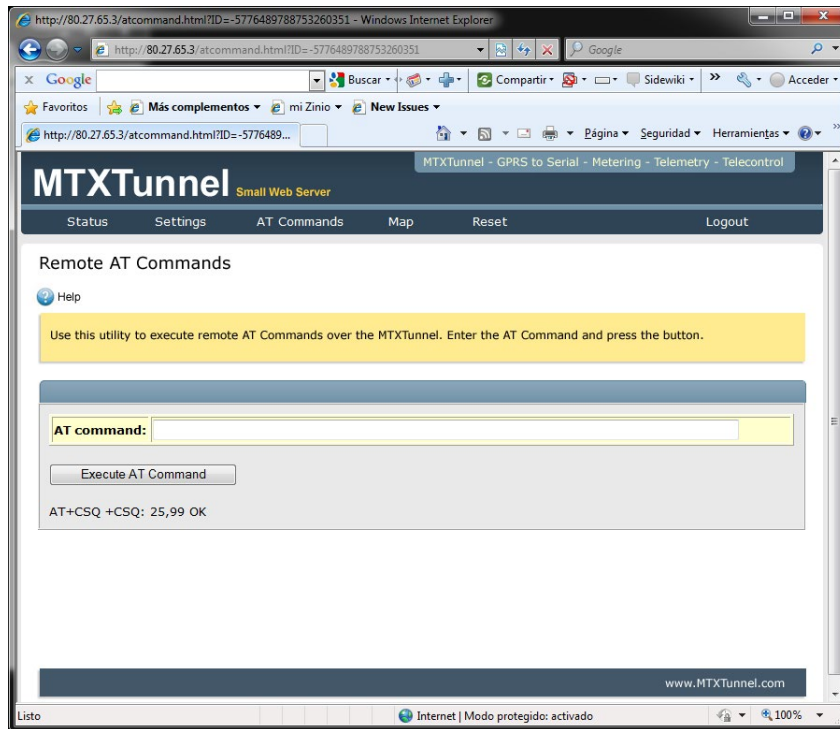 http://80.27.65.3/atcommand.html?ID=-5776489788753260351 - Windows Internet Explorer
http://80.27.65.3/atcommand.html?ID=-5776489788753260351
Google
x Google Buscar Compartir Sidewiki » Acceder
Favoritos Más complementos mi Zinio New Issues
http://80.27.65.3/atcommand.html?ID=-5776489... Página Seguridad Herramientas »
MTXTunnel - GPRS to Serial - Metering - Telemetry - Telecontrol
MTXTunnel Small Web Server
Status Settings AT Commands Map Reset Logout
Remote AT Commands
Help
Use this utility to execute remote AT Commands over the MTXTunnel. Enter the AT Command and press the button.
AT command:
Execute AT Command
AT+CSQ +CSQ: 25,99 OK
www.MTXTunnel.com
Listo Internet | Modo protegido: activado 100%